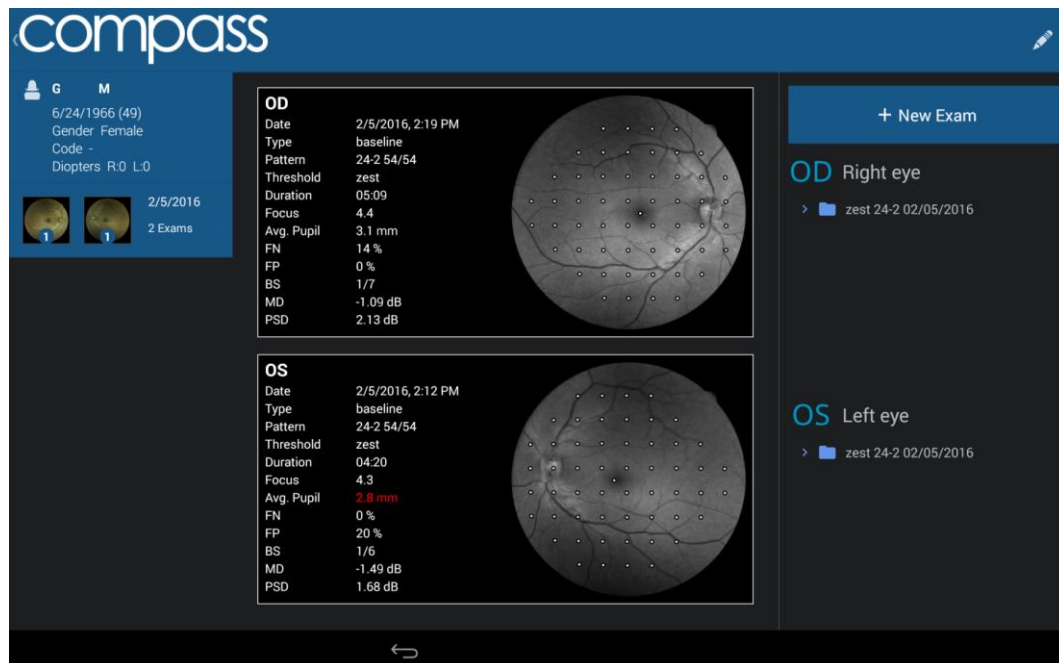 compass
G M
6/24/1966 (49)
Gender Female
Code -
Diopters R:0 L:0
2/5/2016
2 Exams
1
1
OD
Date 2/5/2016, 2:19 PM
Type baseline
Pattern 24-2 54/54
Threshold zest
Duration 05:09
Focus 4.4
Avg. Pupil 3.1 mm
FN 14 %
FP 0 %
BS 1/7
MD -1.09 dB
PSD 2.13 dB
OS
Date 2/5/2016, 2:12 PM
Type baseline
Pattern 24-2 54/54
Threshold zest
Duration 04:20
Focus 4.3
Avg. Pupil 2.8 mm
FN 0 %
FP 20 %
BS 1/6
MD -1.49 dB
PSD 1.68 dB
+ New Exam
OD Right eye
zest 24-2 02/05/2016
OS Left eye
zest 24-2 02/05/2016